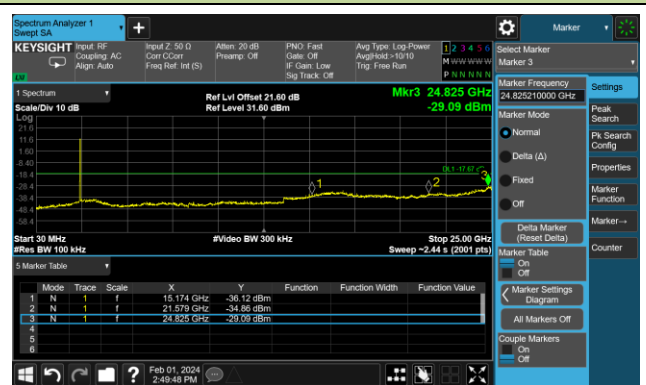 Spectrum Analyzer 1
Swept SA
Marker
KEYSIGHT
Input: RF
Coupling: AC
Align: Auto
Input Z: 50 Ω
Corr CCorr
Freq Ref: Int (S)
Atten: 20 dB
Preamp: Off
PNO: Fast
Gate: Off
IF Gain: Low
Sig Track: Off
Avg Type: Log-Power
Avg|Hold:>10/10
Trig: Free Run
1 2 3 4 5 6
M W W W W W
P N N N N N
Select Marker
Marker 3
1 Spectrum
Scale/Div 10 dB
Log
Ref Lvl Offset 21.60 dB
Ref Level 31.60 dBm
Mkr3 24.825 GHz
-29.09 dBm
21.6
11.6
1.60
-8.40
-18.4
-28.4
-38.4
-48.4
-58.4
DL1 -17.67
1
2
3
Start 30 MHz
#Res BW 100 kHz
#Video BW 300 kHz
Stop 25.00 GHz
Sweep ~2.44 s (2001 pts)
5 Marker Table
Mode Trace Scale X Y Function Function Width Function Value
1 N 1 f 15.174 GHz -36.12 dBm
2 N 1 f 21.579 GHz -34.86 dBm
3 N 1 f 24.825 GHz -29.09 dBm
4
5
6
Marker Frequency
24.825210000 GHz
Marker Mode
Normal
Delta (Δ)
Fixed
Off
Delta Marker
(Reset Delta)
Marker Table
On
Off
Marker Settings
Diagram
All Markers Off
Couple Markers
On
Off
Settings
Peak
Search
Pk Search
Config
Properties
Marker
Function
Marker→
Counter
?
Feb 01, 2024
2:49:48 PM